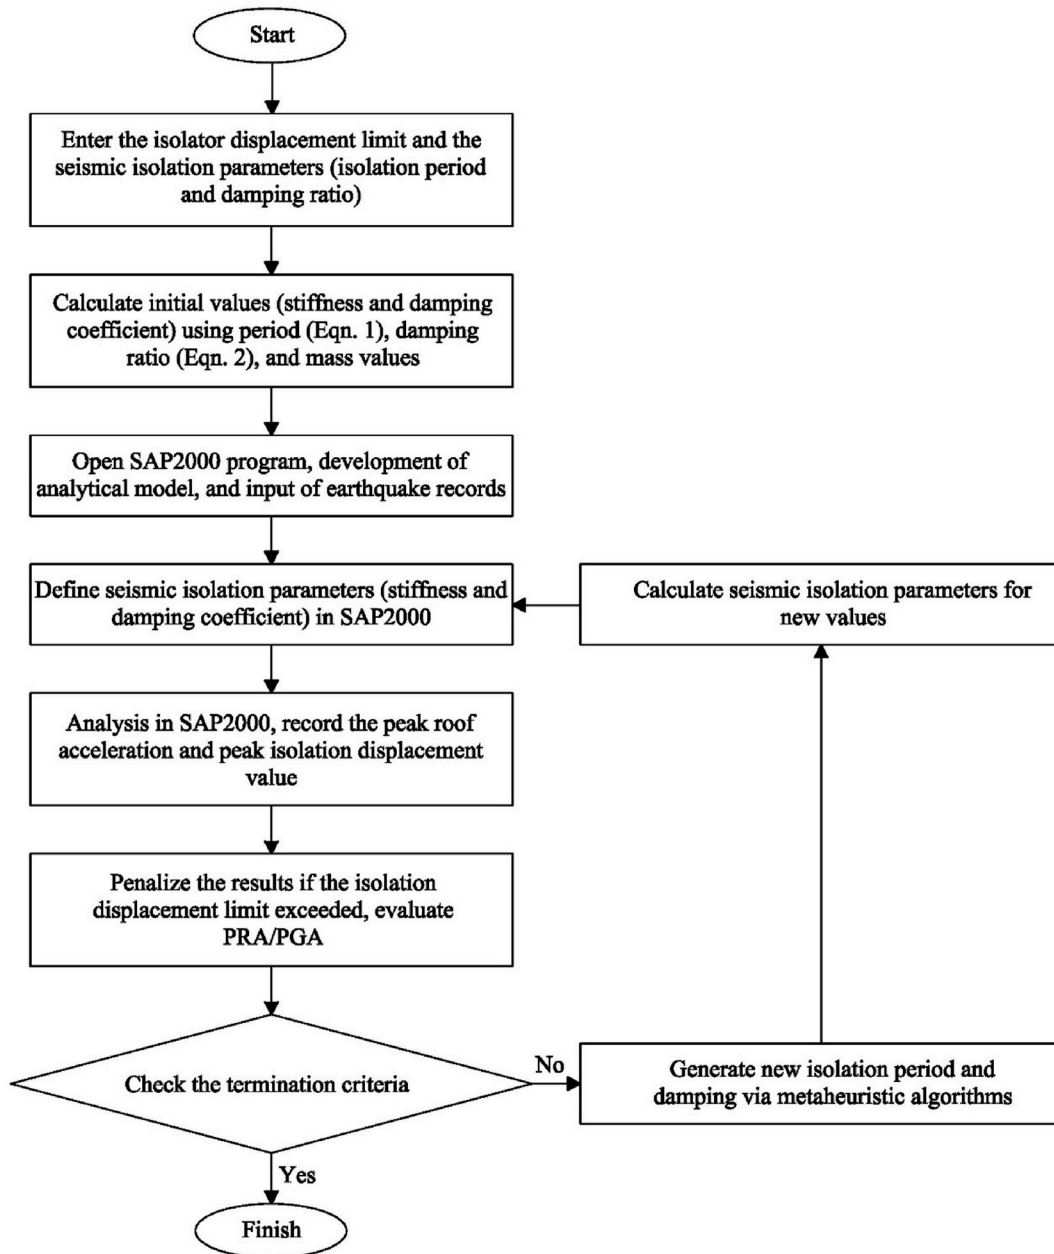 Start
Enter the isolator displacement limit and the
seismic isolation parameters (isolation period
and damping ratio)
Calculate initial values (stiffness and damping
coefficient) using period (Eqn. 1), damping
ratio (Eqn. 2), and mass values
Open SAP2000 program, development of
analytical model, and input of earthquake records
Define seismic isolation parameters (stiffness and
damping coefficient) in SAP2000
Calculate seismic isolation parameters for
new values
Analysis in SAP2000, record the peak roof
acceleration and peak isolation displacement
value
Penalize the results if the isolation
displacement limit exceeded, evaluate
PRA/PGA
Check the termination criteria
No
Generate new isolation period and
damping via metaheuristic algorithms
Yes
Finish